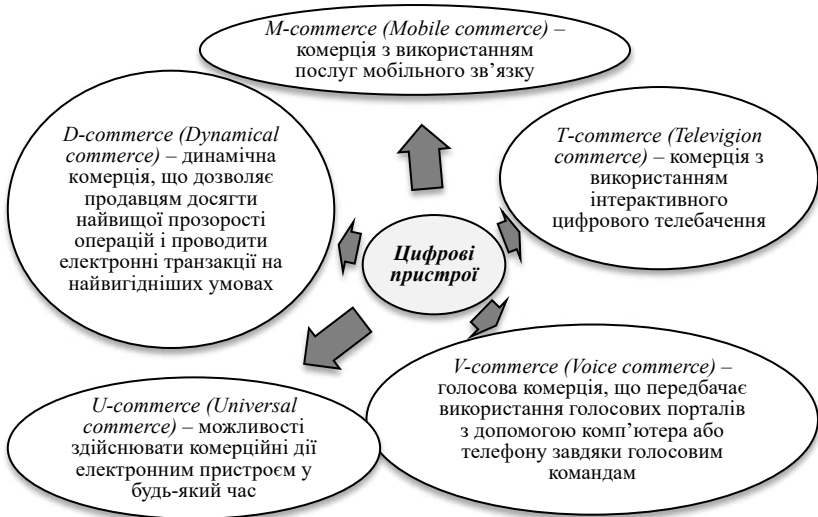 M-commerce (Mobile commerce) –
комерція з використанням
послуг мобільного зв’язку
D-commerce (Dynamical
commerce) – динамічна
комерція, що дозволяє
продавцям досягти
найвищої прозорості
операцій і проводити
електронні транзакції на
найвигідніших умовах
T-commerce (Televigion
commerce) – комерція з
використанням
інтерактивного
цифрового телебачення
Цифрові
пристрої
U-commerce (Universal
commerce) – можливості
здійснювати комерційні дії
електронним пристроєм у
будь-який час
V-commerce (Voice commerce) –
голосова комерція, що передбачає
використання голосових порталів
з допомогою комп’ютера або
телефону завдяки голосовим
командам